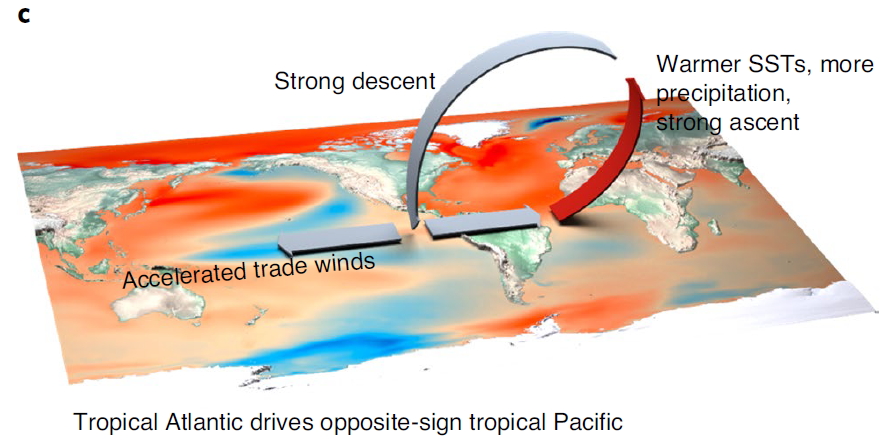 c
Strong descent
Warmer SSTs, more
precipitation,
strong ascent
Accelerated trade winds
Tropical Atlantic drives opposite-sign tropical Pacific